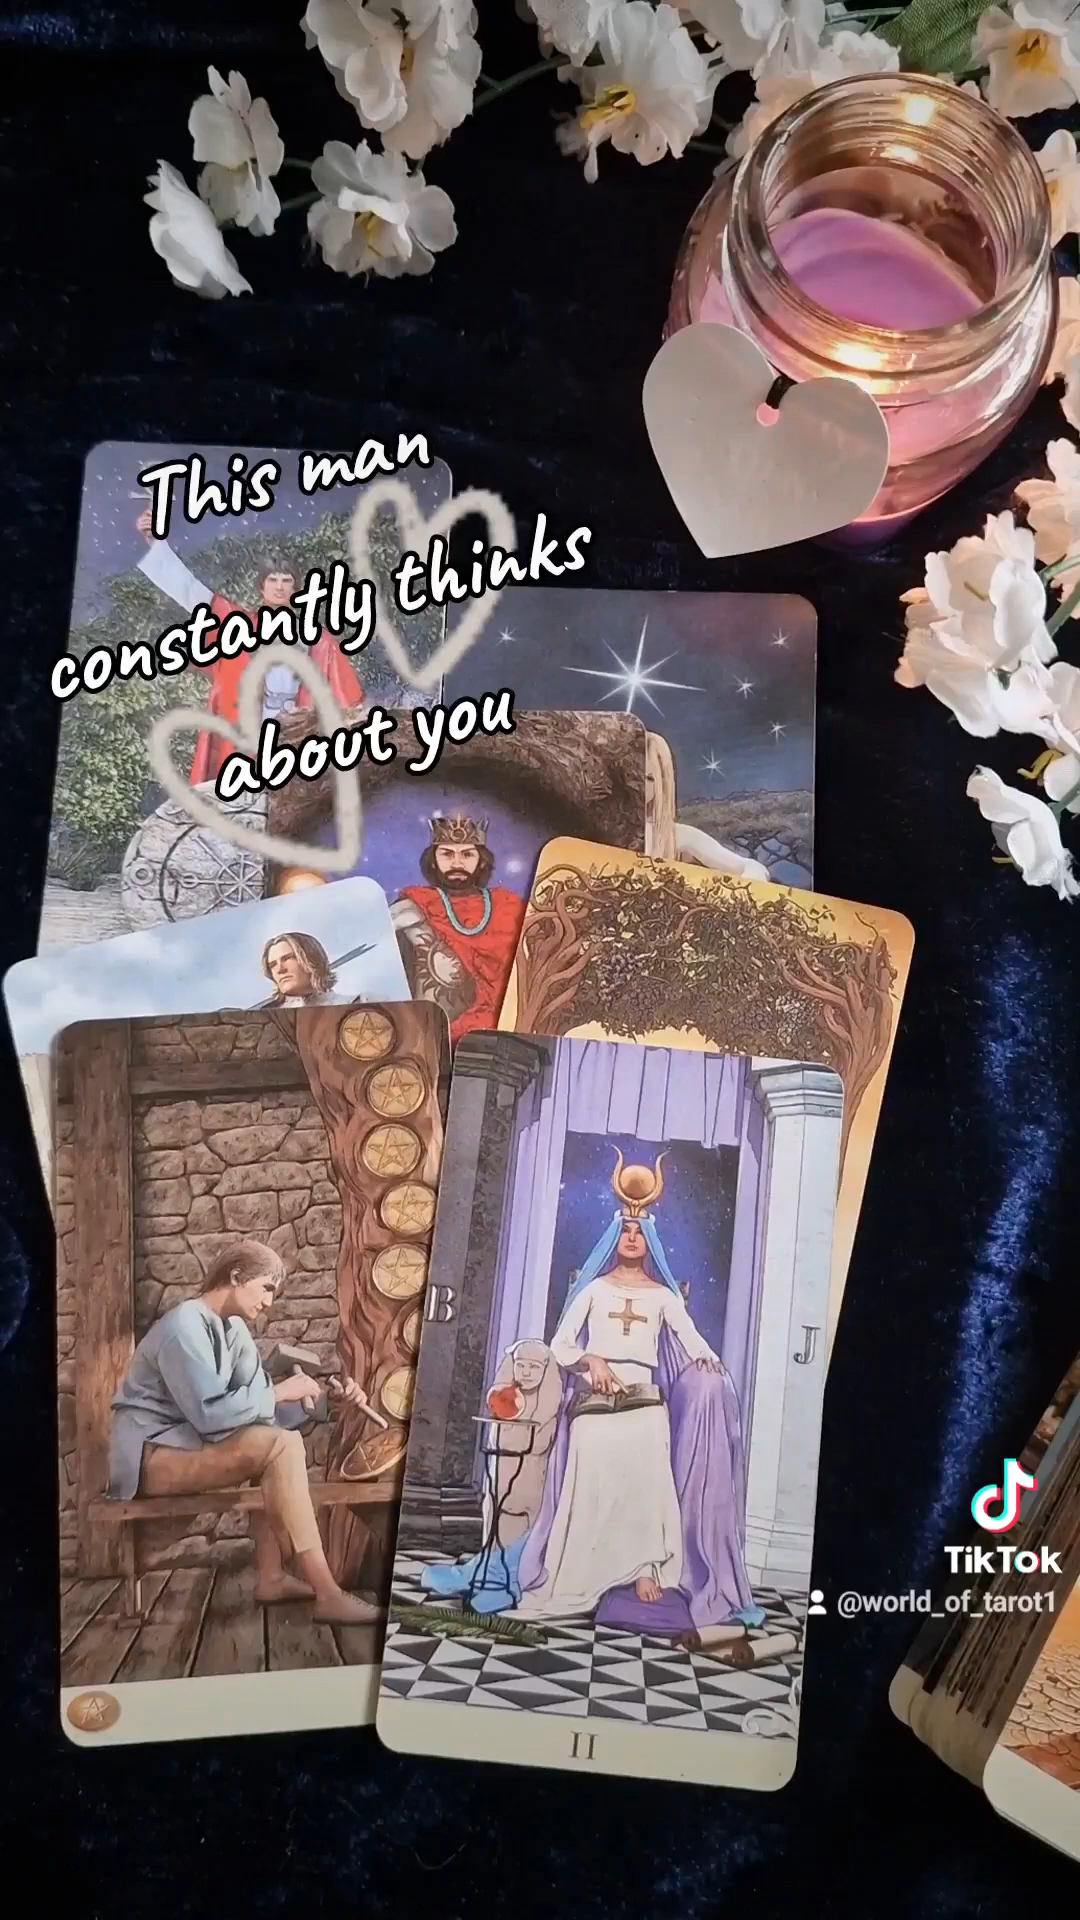 This man
constantly thinks
about you
B
J
II
TikTok
@world_of_tarot1